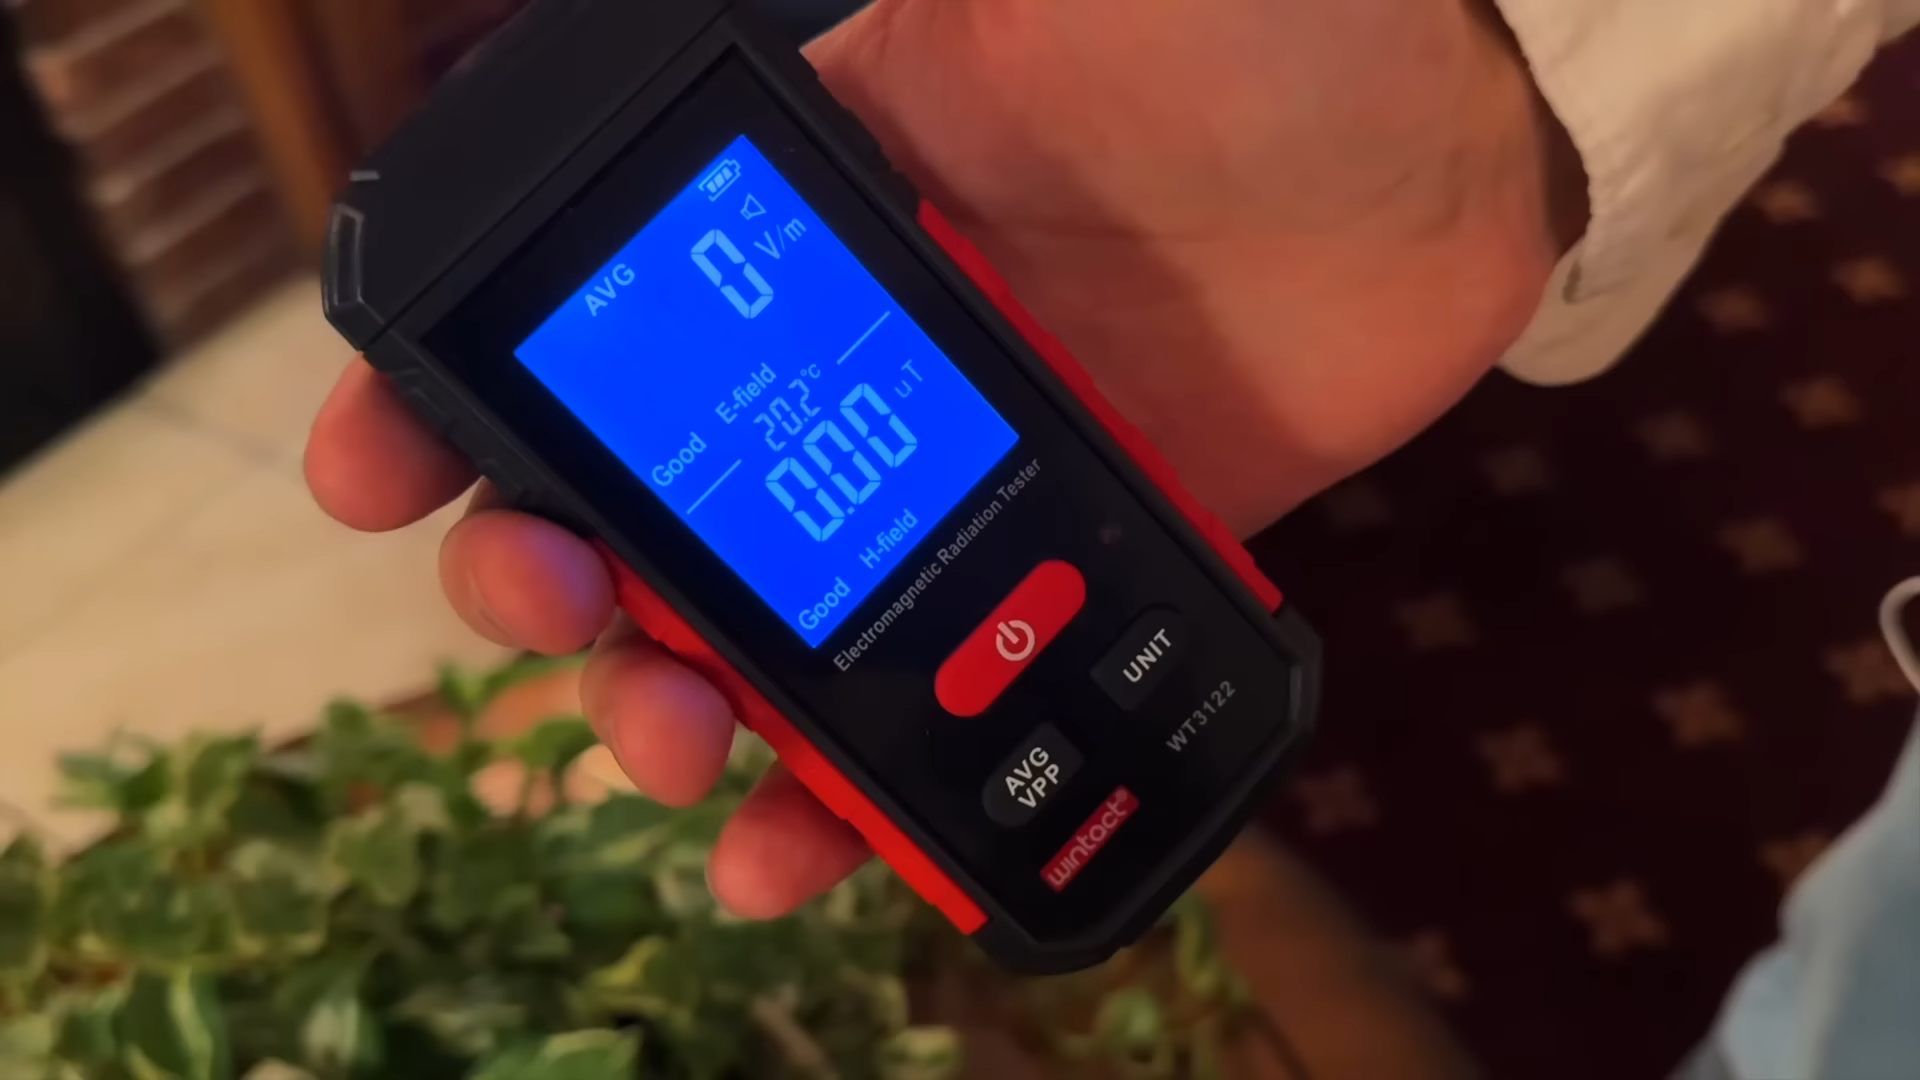 AVG
0 V/m
Good E-field
20.2 °C
0.00 uT
Good H-field
Electromagnetic Radiation Tester
UNIT
AVG
VPP
WT3122
wintact®